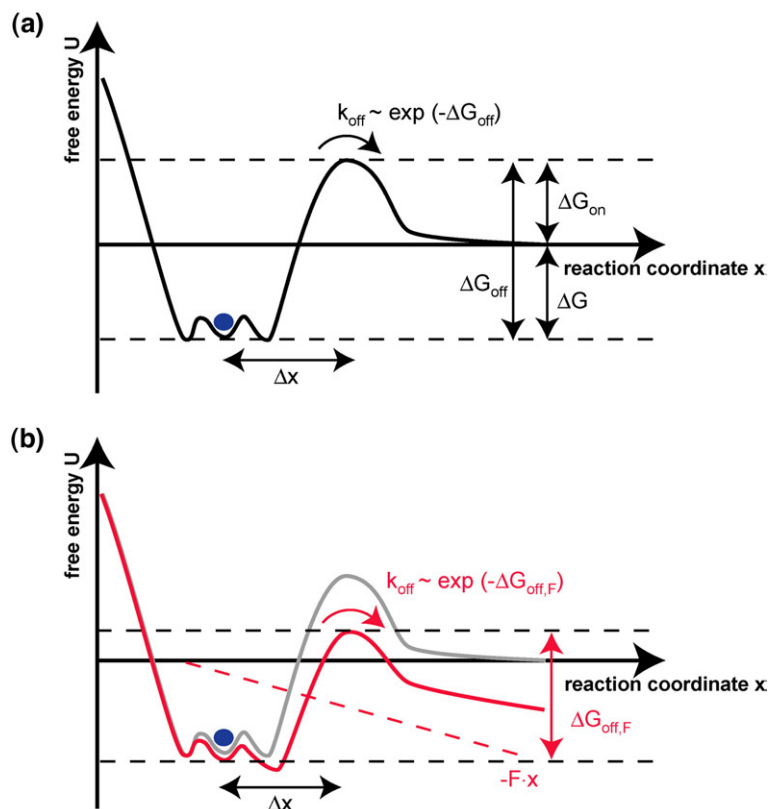 (a)
free energy U
k_off ~ exp (-ΔG_off)
ΔG_on
reaction coordinate x
ΔG_off
ΔG
Δx
(b)
free energy U
k_off ~ exp (-ΔG_off,F)
reaction coordinate x
ΔG_off,F
-F·x
Δx